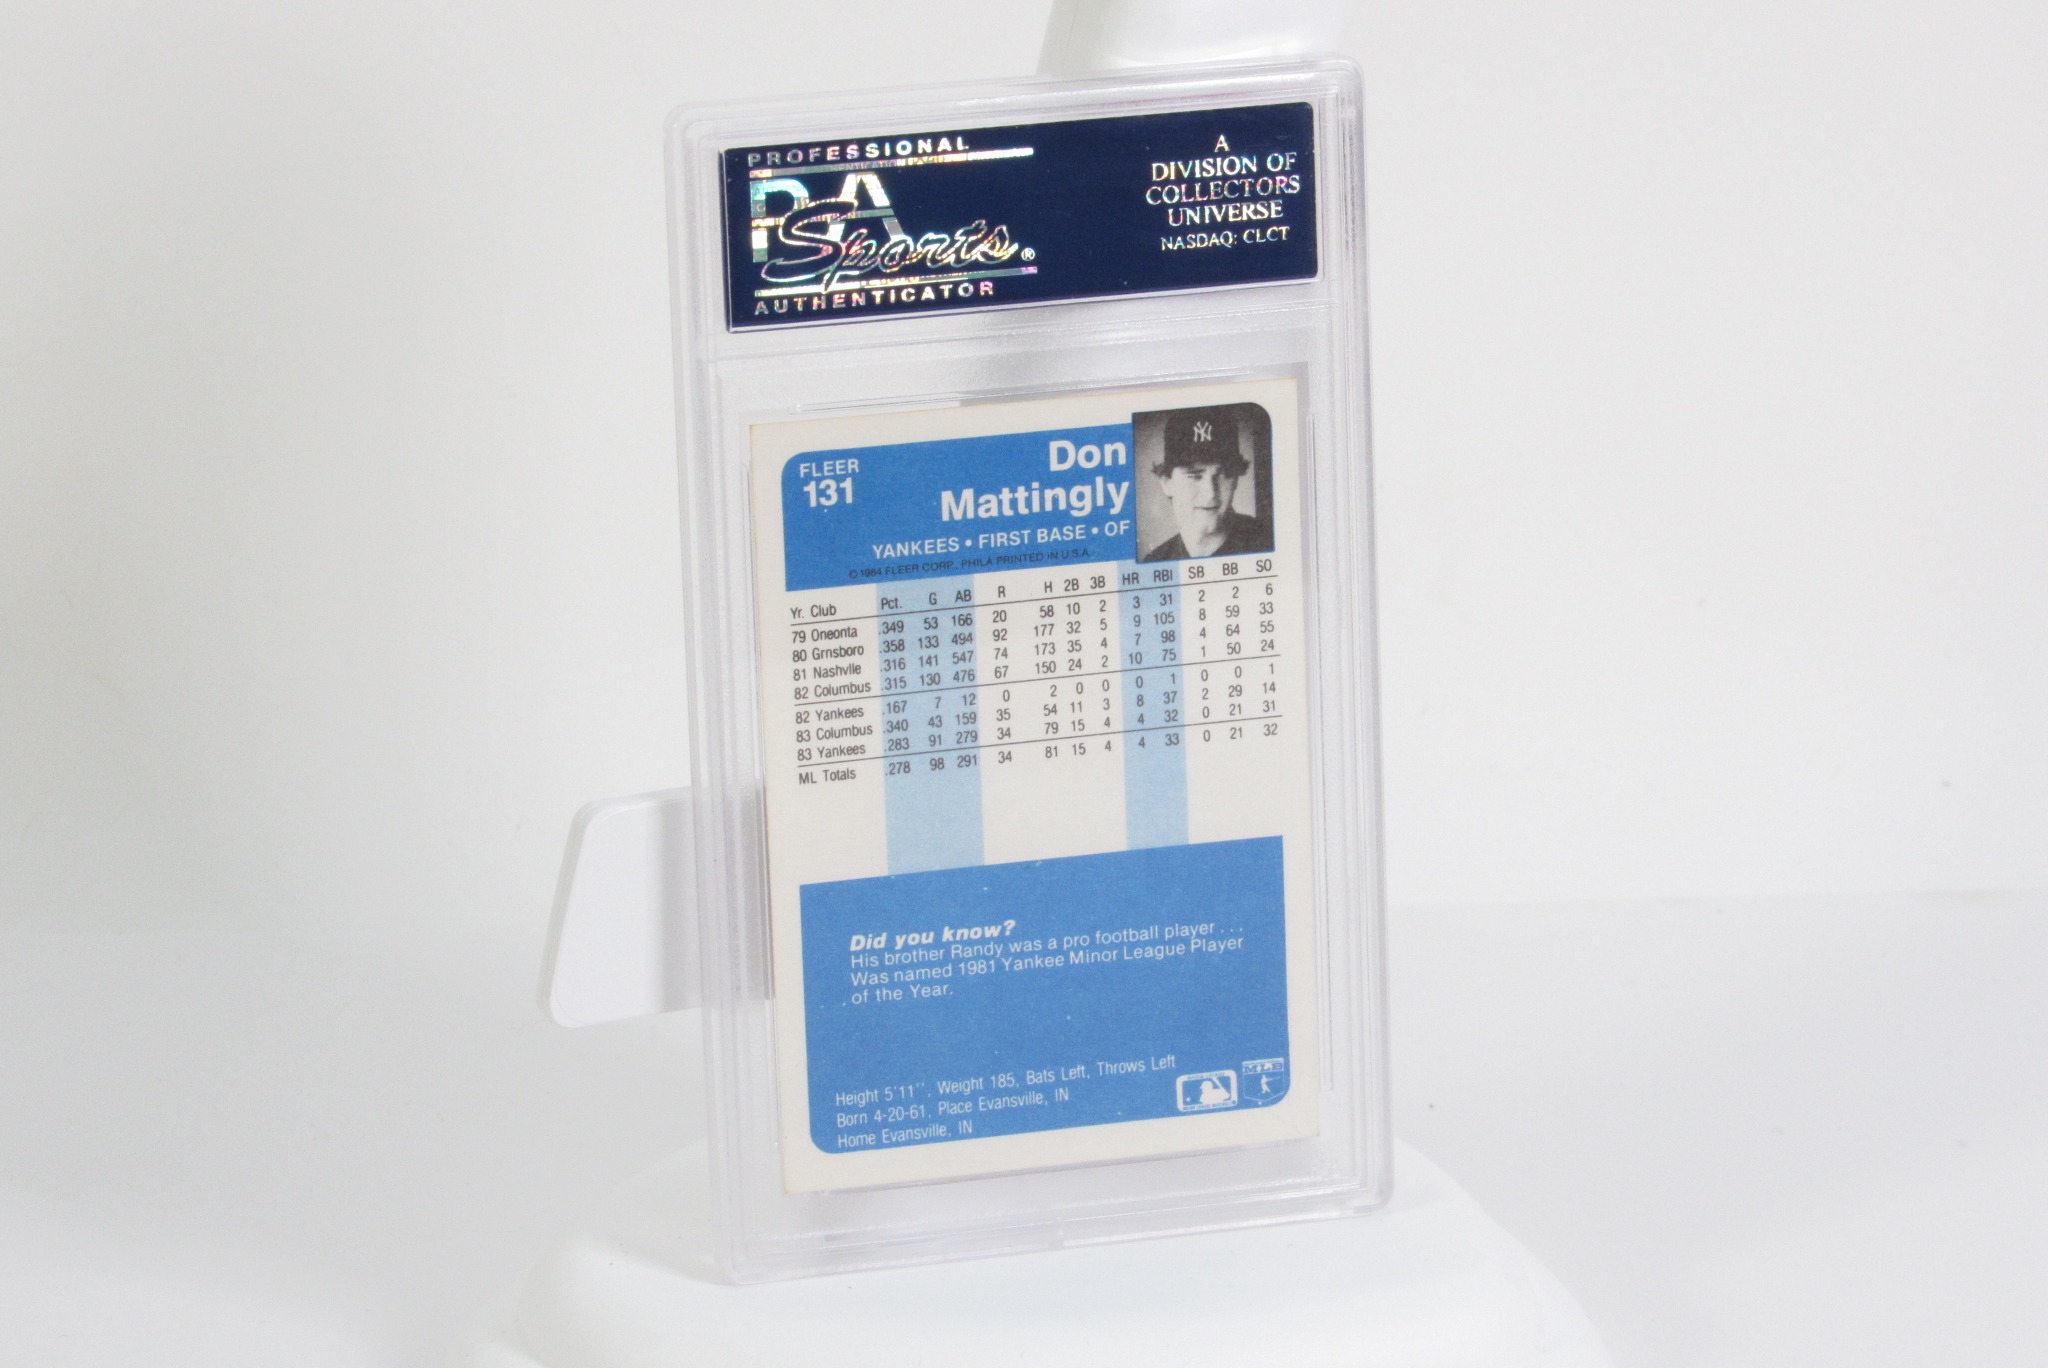 PROFESSIONAL
PSA
Sports®
AUTHENTICATOR
A
DIVISION OF
COLLECTORS
UNIVERSE
NASDAQ: CLCT
FLEER
131
Don
Mattingly
YANKEES • FIRST BASE • OF
© 1984 FLEER CORP., PHILA PRINTED IN U.S.A.
NY
Yr. Club Pct. G AB R H 2B 3B HR RBI SB BB SO
79 Oneonta .349 53 166 20 58 10 2 3 31 2 2 6
80 Grnsboro .358 133 494 92 177 32 5 9 105 8 59 33
81 Nashvlle .316 141 547 74 173 35 4 7 98 4 64 55
82 Columbus .315 130 476 67 150 24 2 10 75 1 50 24
82 Yankees .167 7 12 0 2 0 0 0 1 0 0 1
83 Columbus .340 43 159 35 54 11 3 8 37 2 29 14
83 Yankees .283 91 279 34 79 15 4 4 32 0 21 31
ML Totals .278 98 291 34 81 15 4 4 33 0 21 32
Did you know?
His brother Randy was a pro football player . . .
Was named 1981 Yankee Minor League Player
of the Year.
Height 5'11'', Weight 185, Bats Left, Throws Left
Born 4-20-61, Place Evansville, IN
Home Evansville, IN
MLB